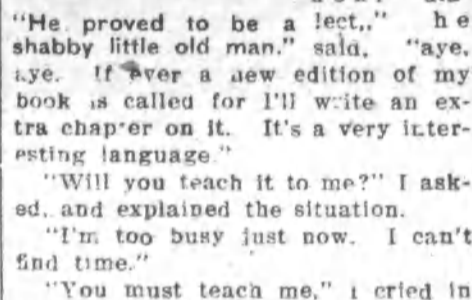 "He proved to be a lect,." he
shabby little old man." said, "aye,
aye. If ever a new edition of my
book is called for I'll write an ex-
tra chapter on it. It's a very inter-
esting language."
"Will you teach it to me?" I ask-
ed, and explained the situation.
"I'm too busy just now. I can't
find time."
"You must teach me," I cried in